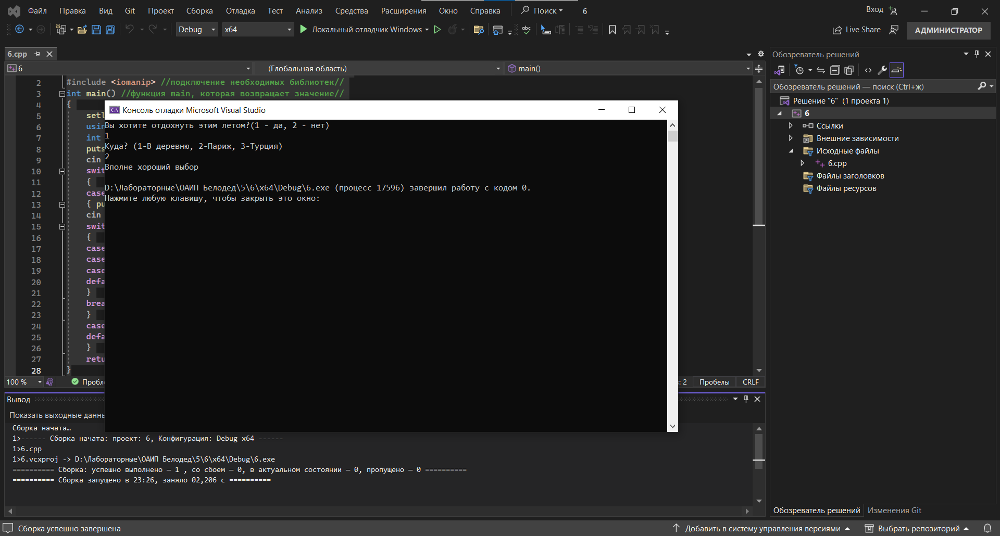 Файл Правка Вид Git Проект Сборка Отладка Тест Анализ Средства Расширения Окно Справка Поиск 6 Вход
Debug x64 Локальный отладчик Windows abc Live Share АДМИНИСТРАТОР
6.cpp
6 (Глобальная область) main()
2 #include <iomanip> //подключение необходимых библиотек//
3 int main() //функция main, которая возвращает значение//
4 {
5 setl
6 usin
7 int
8 puts
9 cin
10 swit
11 {
12 case
13 { pu
14 cin
15 swit
16 {
17 case
18 case
19 case
20 defa
21 }
22 brea
23 }
24 case
25 defa
26 }
27 retu
28 }
Консоль отладки Microsoft Visual Studio
Вы хотите отдохнуть этим летом?(1 - да, 2 - нет)
1
Куда? (1-В деревню, 2-Париж, 3-Турция)
2
Вполне хороший выбор
D:\Лабораторные\ОАИП Белодед\5\6\x64\Debug\6.exe (процесс 17596) завершил работу с кодом 0.
Нажмите любую клавишу, чтобы закрыть это окно:
100 % Пробл : 2 Пробелы CRLF
Вывод
Показать выходные данны
Сборка начата…
1>------ Сборка начата: проект: 6, Конфигурация: Debug x64 ------
1>6.cpp
1>6.vcxproj -> D:\Лабораторные\ОАИП Белодед\5\6\x64\Debug\6.exe
========== Сборка: успешно выполнено — 1 , со сбоем — 0, в актуальном состоянии — 0, пропущено — 0 ==========
========== Сборка запущено в 23:26, заняло 02,206 с ==========
Обозреватель решений
Обозреватель решений — поиск (Ctrl+ж)
Решение "6" (1 проекта 1)
6
Ссылки
Внешние зависимости
Исходные файлы
6.cpp
Файлы заголовков
Файлы ресурсов
Обозреватель решений Изменения Git
Сборка успешно завершена Добавить в систему управления версиями Выбрать репозиторий